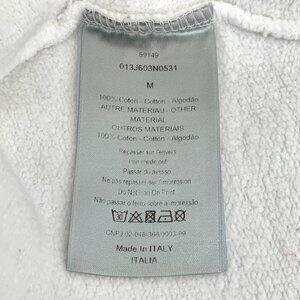 59149
013J603N0531
M
100% Coton - Cotton - Algodão
AUTRE MATERIAU - OTHER
MATERIAL
OUTROS MATERIAIS
100% Coton - Cotton - Algodão
Repasser sur l'envers
Iron inside out
Passar do avesso
Ne pas repasser sur l'impression
Do Not Iron On Print
Não passar o ferro sobre a impressão
Made In ITALY
ITALIA